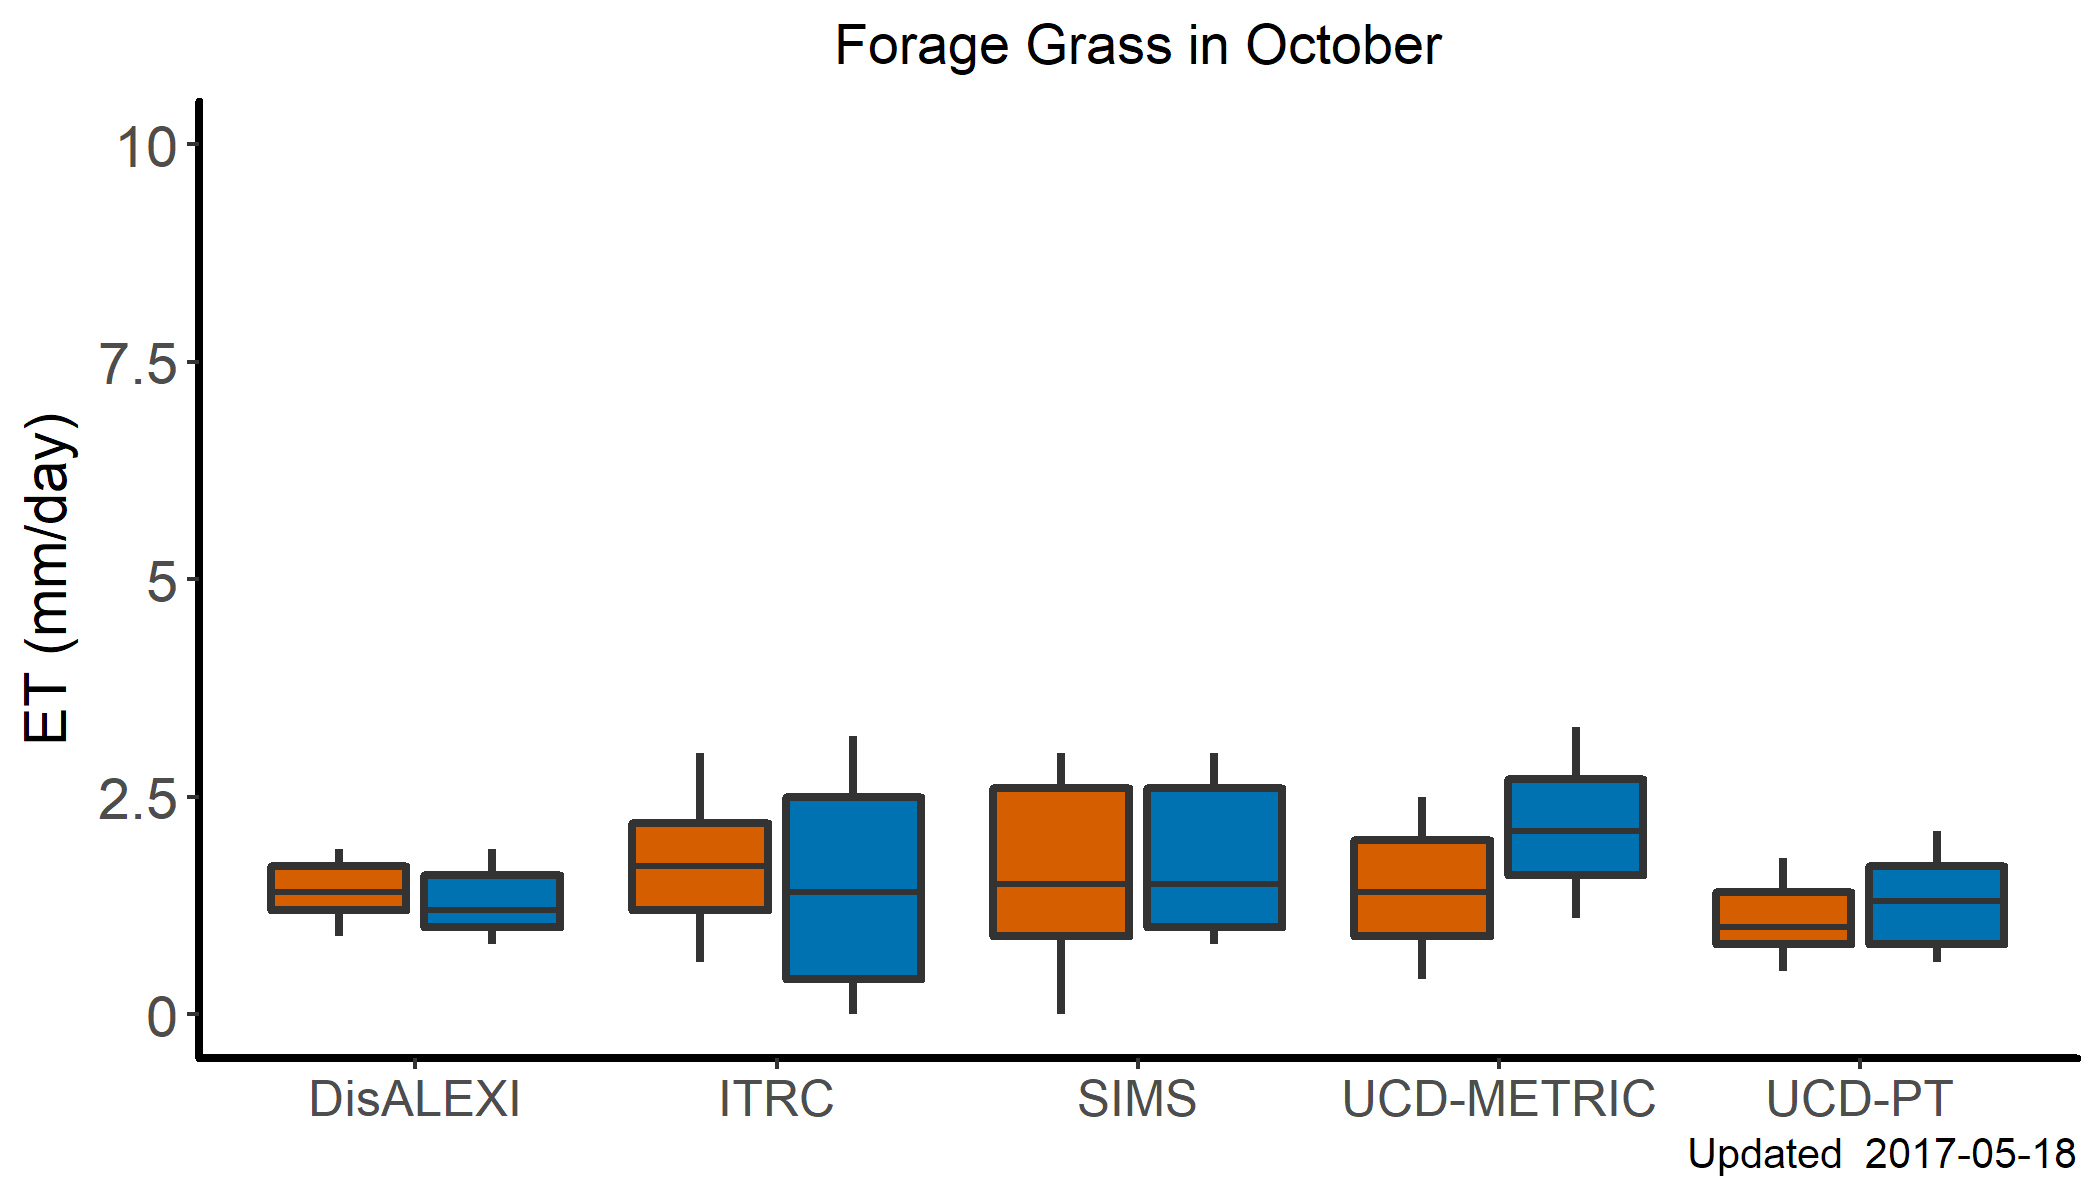 Forage Grass in October
10
7.5
5
2.5
0
ET (mm/day)
DisALEXI ITRC SIMS UCD-METRIC UCD-PT
Updated  2017-05-18